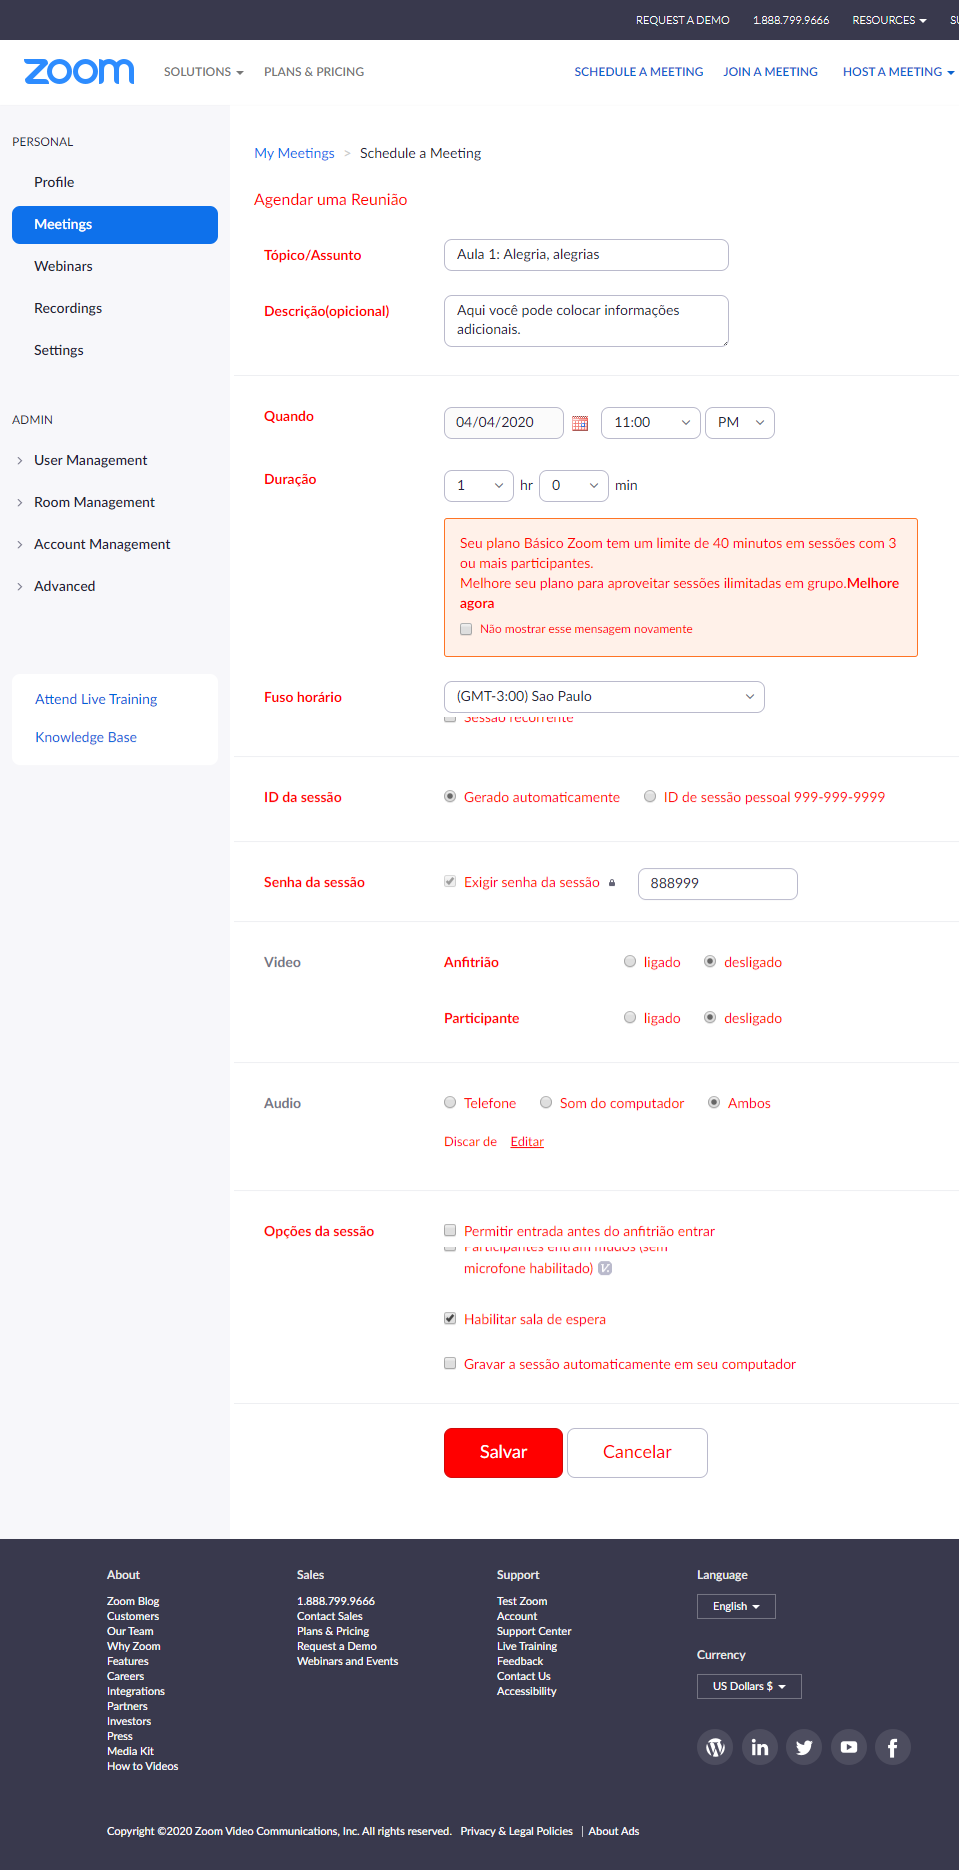 REQUEST A DEMO 1.888.799.9666 RESOURCES
zoom SOLUTIONS PLANS & PRICING SCHEDULE A MEETING JOIN A MEETING HOST A MEETING
PERSONAL
Profile
Meetings
Webinars
Recordings
Settings
ADMIN
User Management
Room Management
Account Management
Advanced
Attend Live Training
Knowledge Base
My Meetings > Schedule a Meeting
Agendar uma Reunião
Tópico/Assunto Aula 1: Alegria, alegrias
Descrição(opicional) Aqui você pode colocar informações
adicionais.
Quando 04/04/2020 11:00 PM
Duração 1 hr 0 min
Seu plano Básico Zoom tem um limite de 40 minutos em sessões com 3
ou mais participantes.
Melhore seu plano para aproveitar sessões ilimitadas em grupo.Melhore
agora
Não mostrar esse mensagem novamente
Fuso horário (GMT-3:00) Sao Paulo
Sessão recorrente
ID da sessão Gerado automaticamente ID de sessão pessoal 999-999-9999
Senha da sessão Exigir senha da sessão 888999
Video Anfitrião ligado desligado
Participante ligado desligado
Audio Telefone Som do computador Ambos
Discar de Editar
Opções da sessão Permitir entrada antes do anfitrião entrar
Participantes entram mudos (sem
microfone habilitado)
Habilitar sala de espera
Gravar a sessão automaticamente em seu computador
Salvar Cancelar
About
Zoom Blog
Customers
Our Team
Why Zoom
Features
Careers
Integrations
Partners
Investors
Press
Media Kit
How to Videos
Sales
1.888.799.9666
Contact Sales
Plans & Pricing
Request a Demo
Webinars and Events
Support
Test Zoom
Account
Support Center
Live Training
Feedback
Contact Us
Accessibility
Language
English
Currency
US Dollars $
Copyright ©2020 Zoom Video Communications, Inc. All rights reserved. Privacy & Legal Policies | About Ads